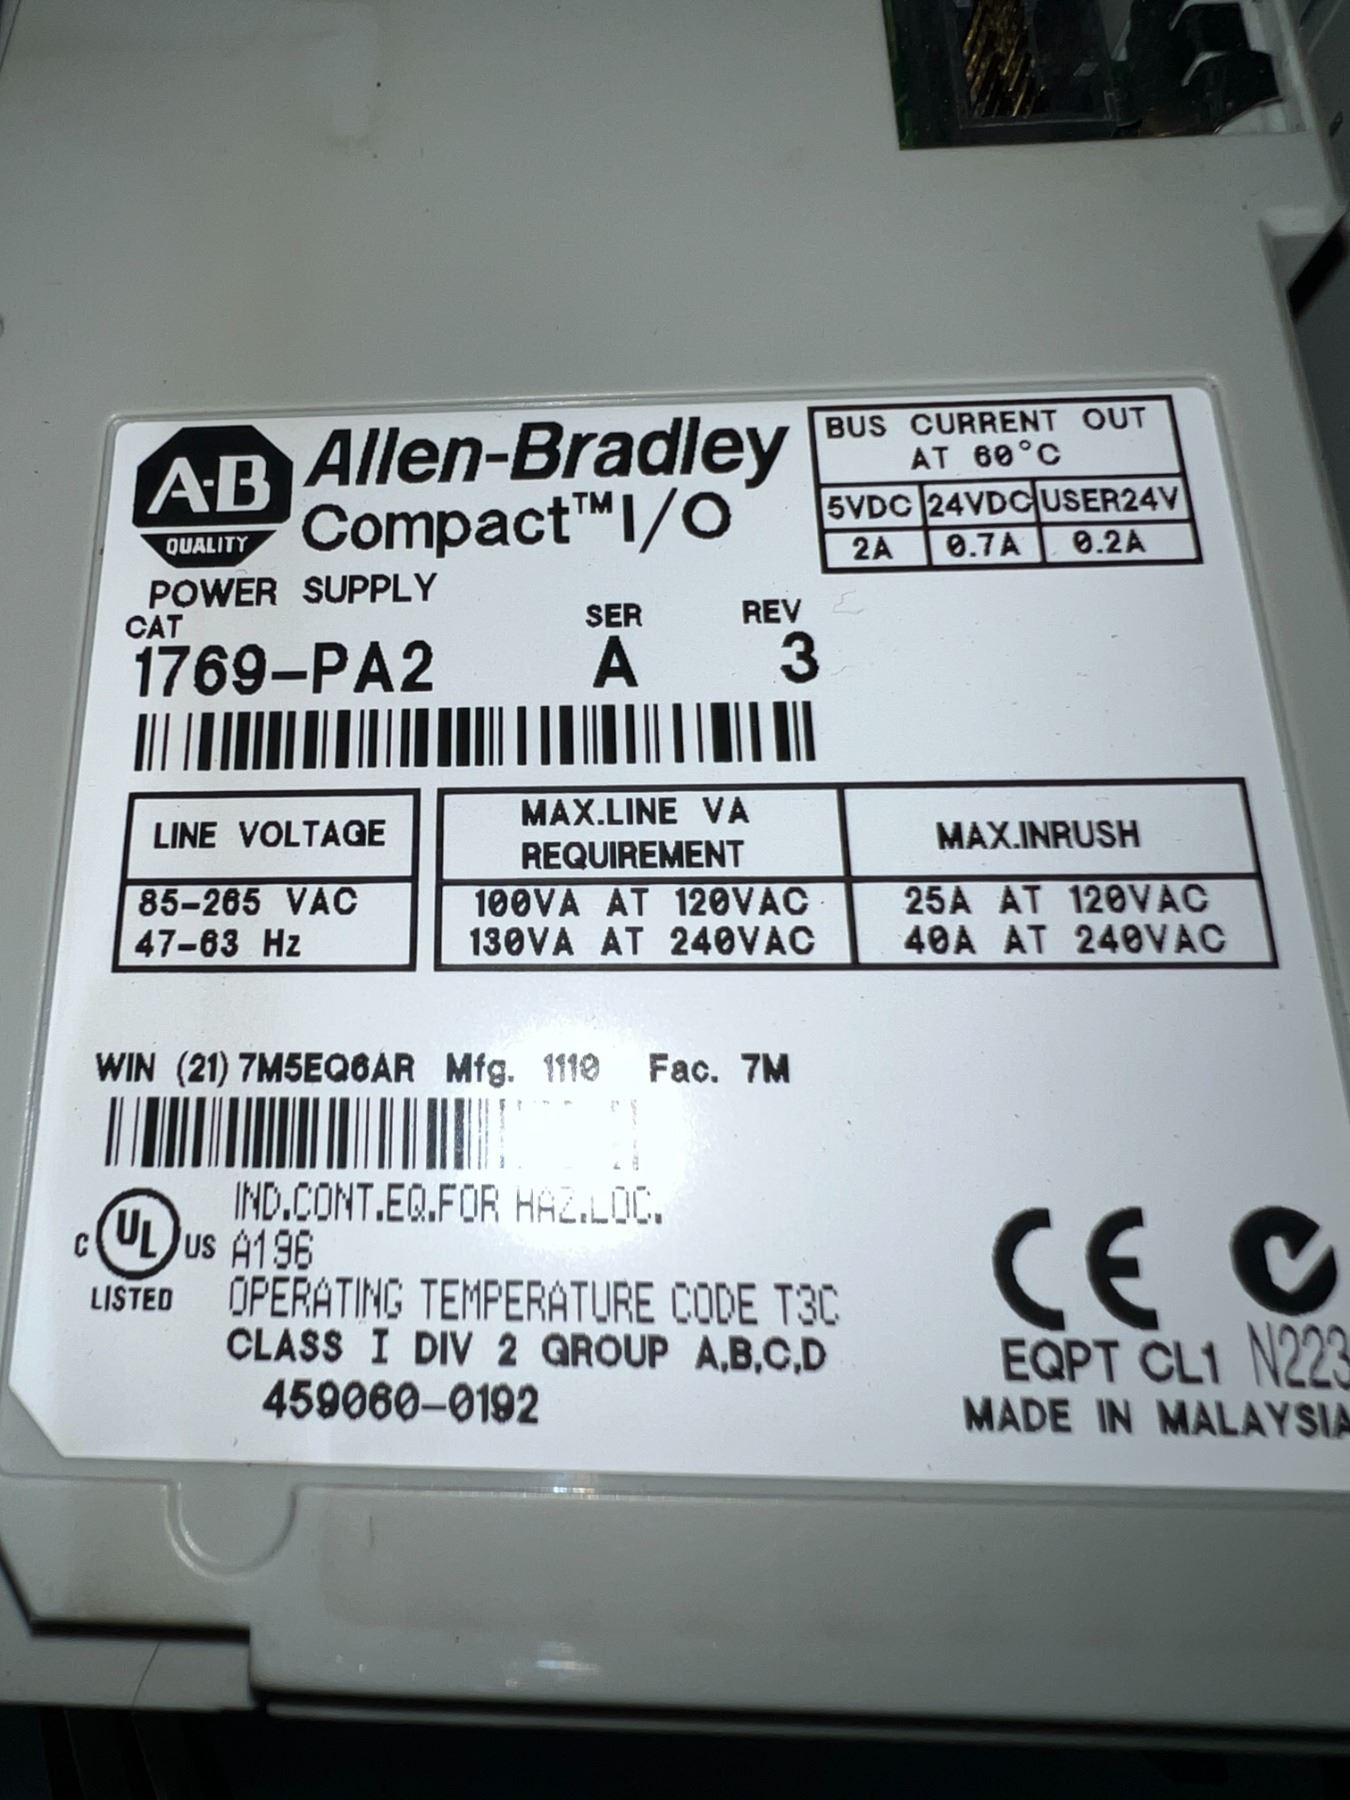 A-B
QUALITY
Allen-Bradley
Compact™ I/O
POWER SUPPLY
BUS CURRENT OUT
AT 60°C
5VDC 24VDC USER24V
2A 0.7A 0.2A
CAT SER REV
1769-PA2 A 3
LINE VOLTAGE
85-265 VAC
47-63 Hz
MAX.LINE VA
REQUIREMENT
100VA AT 120VAC
130VA AT 240VAC
MAX.INRUSH
25A AT 120VAC
40A AT 240VAC
WIN (21) 7M5EQ6AR Mfg. 1110 Fac. 7M
C UL US
LISTED
IND.CONT.EQ.FOR HAZ.LOC.
A196
OPERATING TEMPERATURE CODE T3C
CLASS I DIV 2 GROUP A,B,C,D
459060-0192
CE
EQPT CL1 N223
MADE IN MALAYSIA